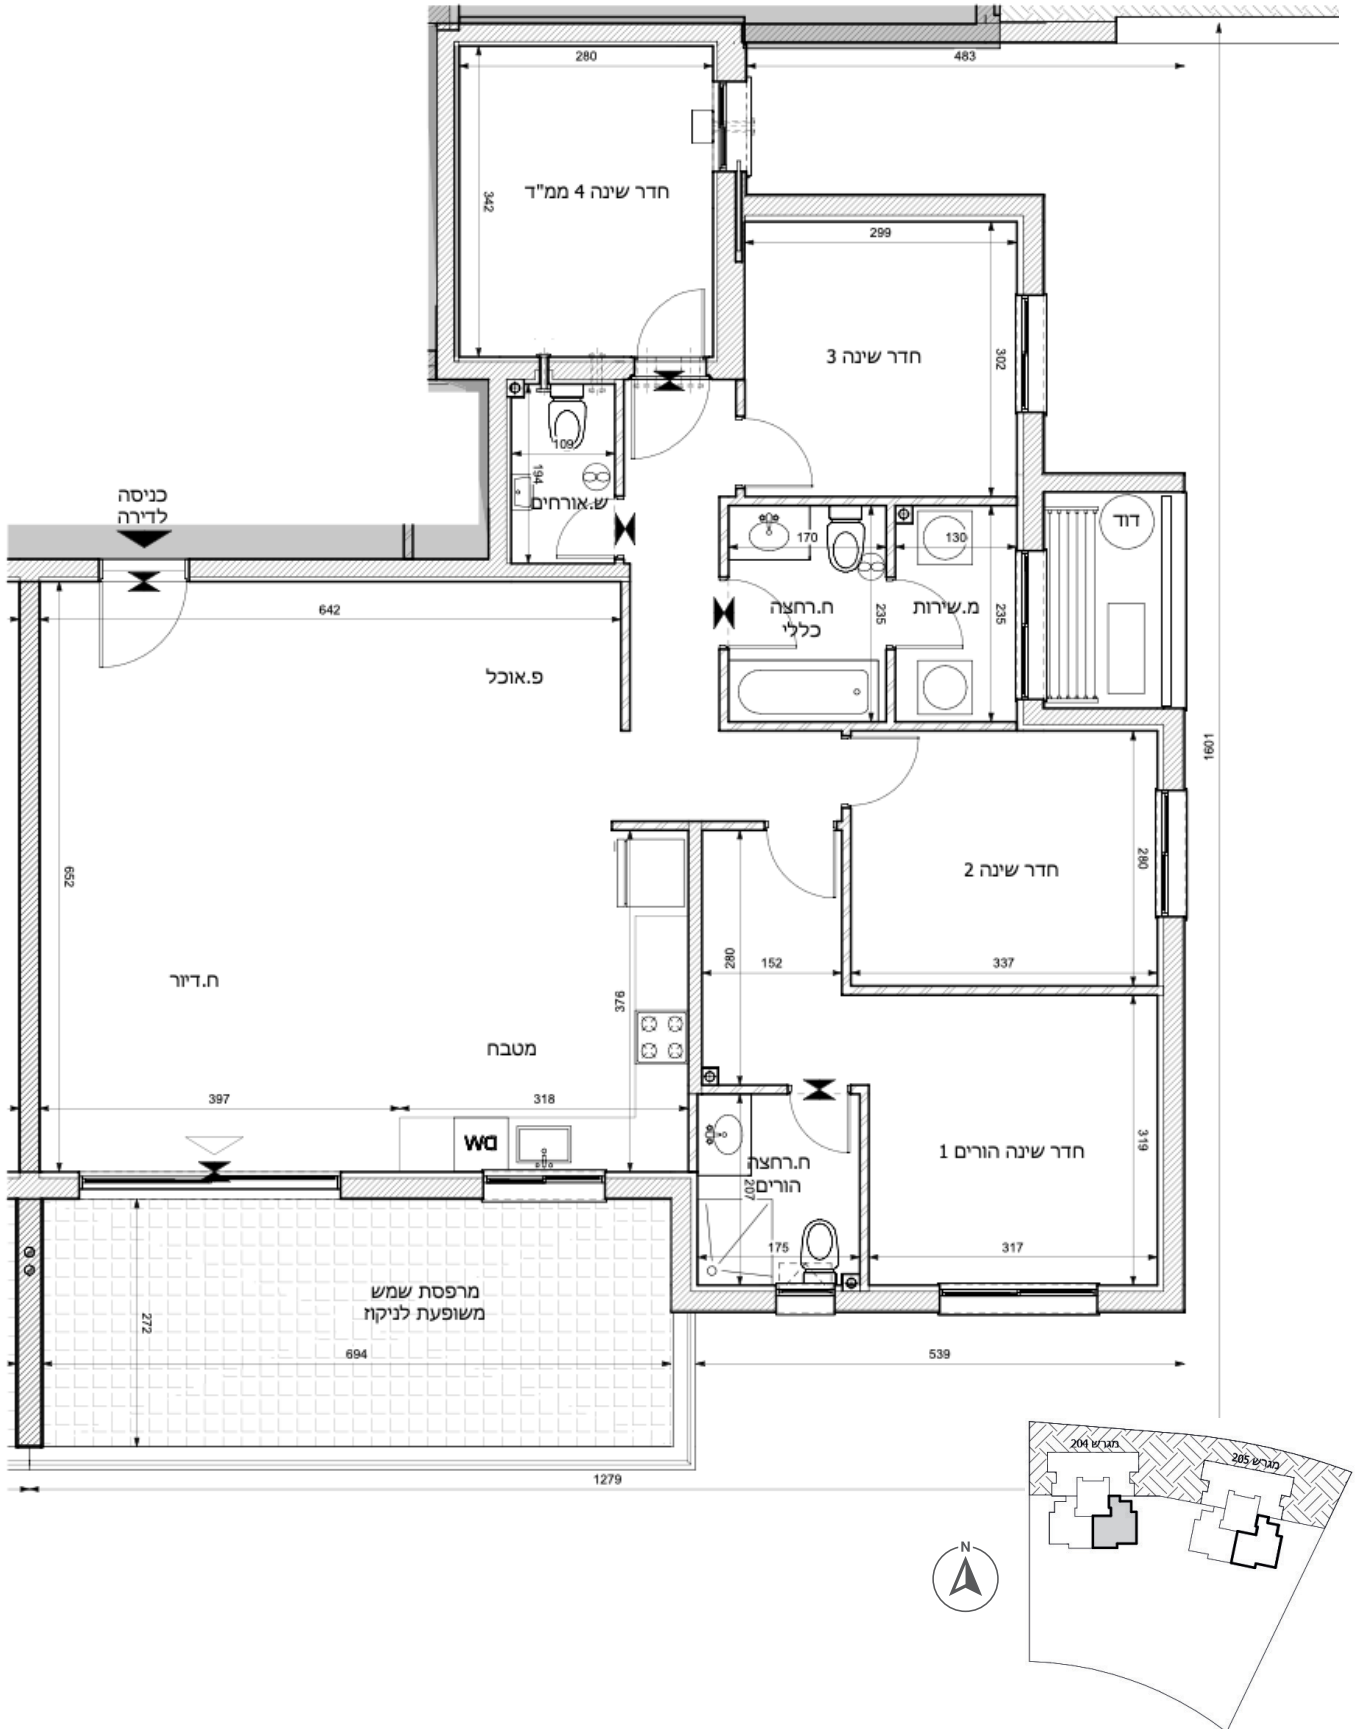 280
483
342
חדר שינה 4 ממ"ד
299
302
חדר שינה 3
109
194
ש.אורחים
כניסה
לדירה
דוד
170
130
ח.רחצה
כללי
235
מ.שירות
235
642
פ.אוכל
1601
652
280
חדר שינה 2
280
152
337
376
ח.דיור
מטבח
397
318
DW
319
חדר שינה הורים 1
ח.רחצה
הורים
207
175
317
מרפסת שמש
משופעת לניקוז
272
694
539
1279
מגרש 204
מגרש 205
N